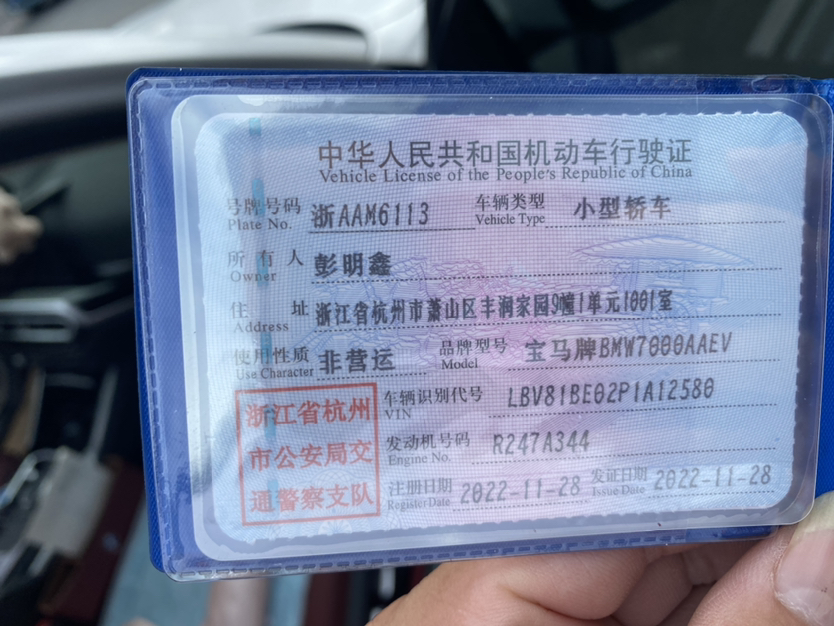 中华人民共和国机动车行驶证
Vehicle License of the People's Republic of China
号牌号码 浙AAM6113 车辆类型 小型轿车
Plate No. Vehicle Type
所有人 彭明鑫
Owner
住址 浙江省杭州市萧山区丰润家园9幢1单元1001室
Address
使用性质 非营运 品牌型号 宝马牌BMW7000AAEV
Use Character Model
浙江省杭州 车辆识别代号 LBV81BE02P1A12580
VIN
市公安局交 发动机号码 R247A344
Engine No.
通警察支队 注册日期 2022-11-28 发证日期 2022-11-28
Register Date Issue Date